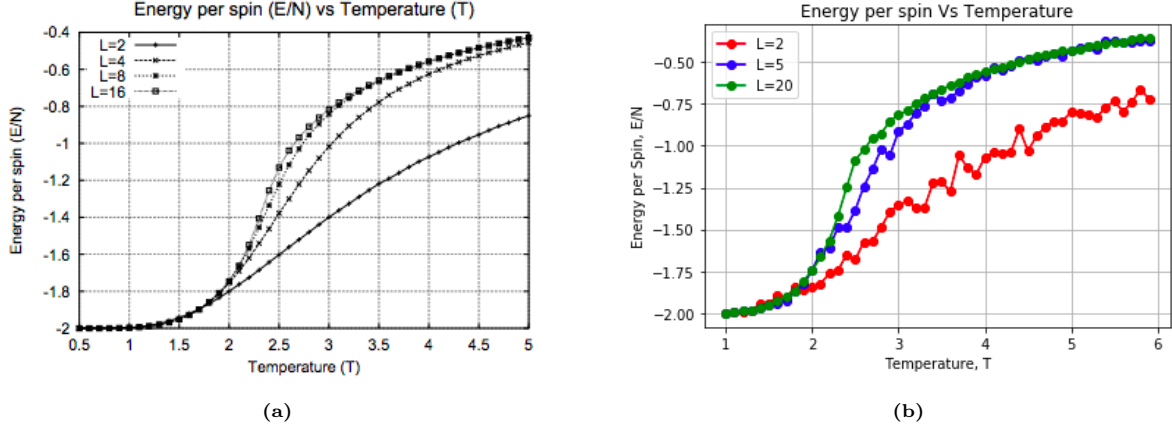 Energy per spin (E/N) vs Temperature (T)
Energy per spin (E/N)
-0.4
-0.6
-0.8
-1
-1.2
-1.4
-1.6
-1.8
-2
L=2
L=4
L=8
L=16
0.5 1 1.5 2 2.5 3 3.5 4 4.5 5
Temperature (T)
(a)
Energy per spin Vs Temperature
Energy per Spin, E/N
−0.50
−0.75
−1.00
−1.25
−1.50
−1.75
−2.00
L=2
L=5
L=20
1 2 3 4 5 6
Temperature, T
(b)